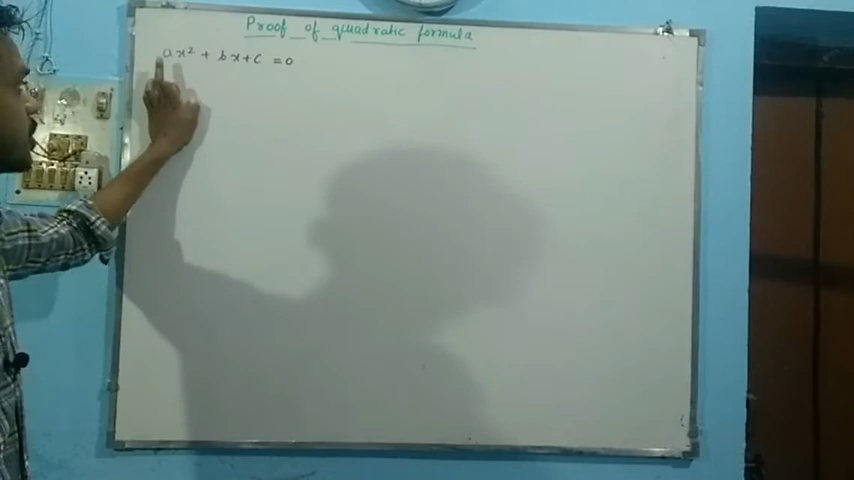 Proof of quadratic formula
ax² + bx + c = 0